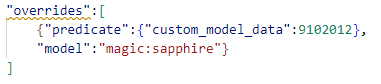 "overrides":[
{"predicate":{"custom_model_data":9102012},
"model":"magic:sapphire"}
]